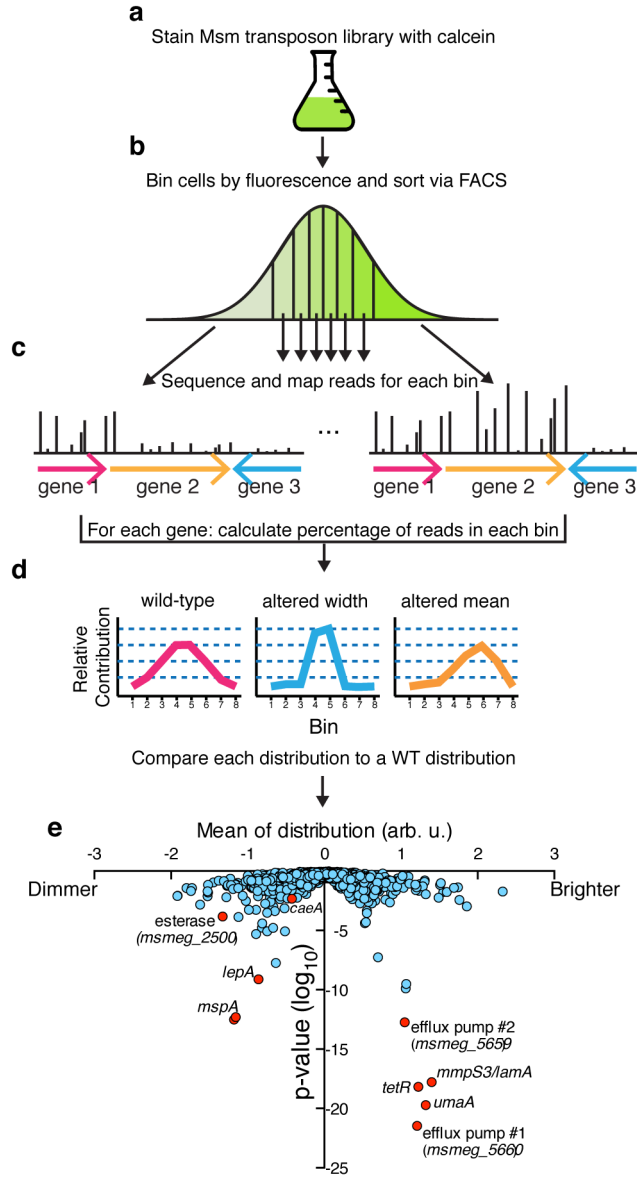 a
Stain Msm transposon library with calcein
b
Bin cells by fluorescence and sort via FACS
c
Sequence and map reads for each bin
...
gene 1 gene 2 gene 3 gene 1 gene 2 gene 3
For each gene: calculate percentage of reads in each bin
d
wild-type altered width altered mean
Relative
Contribution
1 2 3 4 5 6 7 8 1 2 3 4 5 6 7 8 1 2 3 4 5 6 7 8
Bin
Compare each distribution to a WT distribution
e
Mean of distribution (arb. u.)
-3 -2 -1 0 1 2 3
Dimmer Brighter
caeA
esterase
(msmeg_2500)
-5
lepA
p-value (log10)
-10
mspA
efflux pump #2
(msmeg_5659)
-15
mmpS3/lamA
tetR
umaA
-20
efflux pump #1
(msmeg_5660)
-25